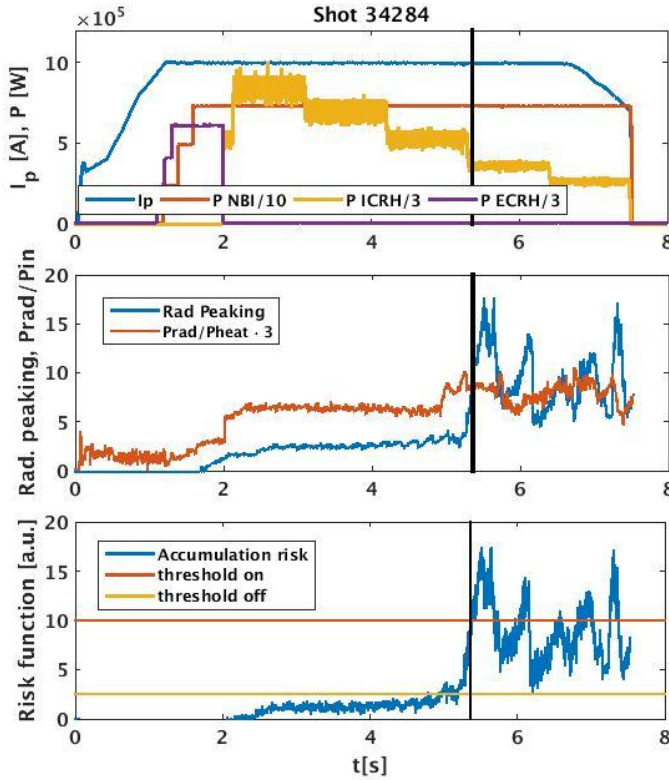 Shot 34284
×10⁵
I_p [A], P [W]
10
5
0
Ip P NBI/10 P ICRH/3 P ECRH/3
0 2 4 6 8
Rad. peaking, Prad/Pin
20
15
10
5
0
Rad Peaking
Prad/Pheat · 3
0 2 4 6 8
Risk function [a.u.]
20
15
10
5
0
Accumulation risk
threshold on
threshold off
0 2 4 6 8
t[s]